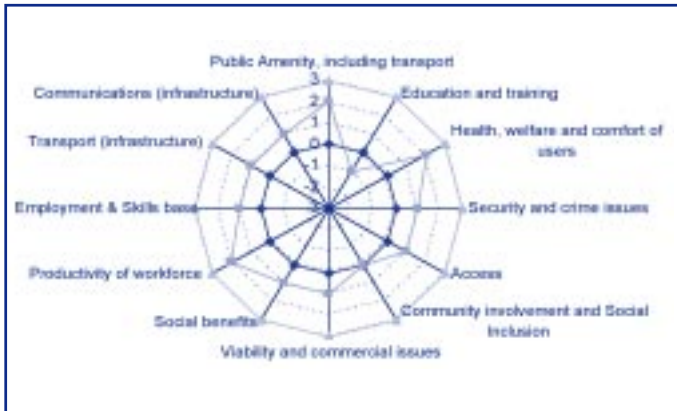 Public Amenity, including transport
3
Communications (infrastructure)
2
Education and training
1
Transport (infrastructure)
0
Health, welfare and comfort of
users
-1
-2
Employment & Skills base
Security and crime issues
Productivity of workforce
Access
Social benefits
Community involvement and Social
Inclusion
Viability and commercial issues